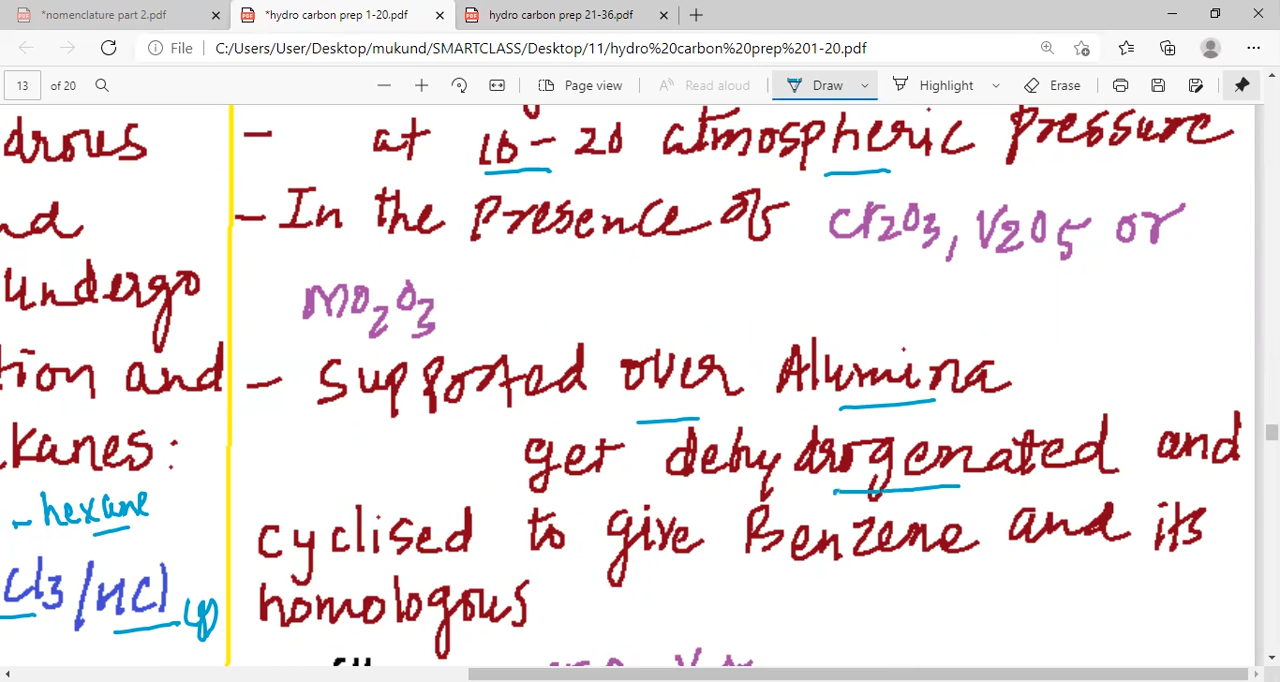 *nomenclature part 2.pdf
*hydro carbon prep 1-20.pdf
hydro carbon prep 21-36.pdf
File
C:/Users/User/Desktop/mukund/SMARTCLASS/Desktop/11/hydro%20carbon%20prep%201-20.pdf
13 of 20
Page view
Read aloud
Draw
Highlight
Erase
drous
nd
undergo
tion and
kanes:
- hexane
Cl3/HCl (g)
- at 10-20 atmospheric pressure
- In the presence of Cr2O3, V2O5 or
MO2O3
- Supported over Alumina
get dehydrogenated and
cyclised to give Benzene and its
homologous